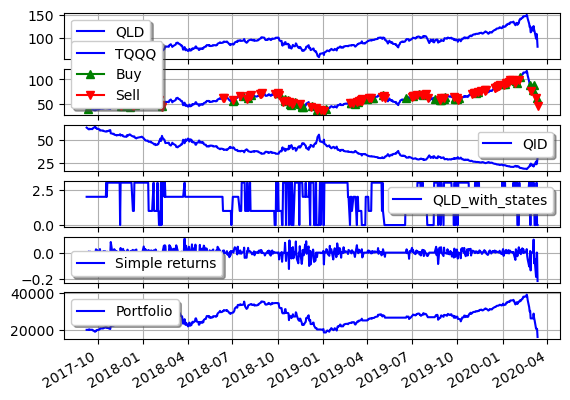 150
QLD
100
TQQQ
Buy
100
Sell
50
50
QID
25
2.5
QLD_with_states
0.0
0.0
Simple returns
−0.2
40000
Portfolio
20000
2017-10
2018-01
2018-04
2018-07
2018-10
2019-01
2019-04
2019-07
2019-10
2020-01
2020-04